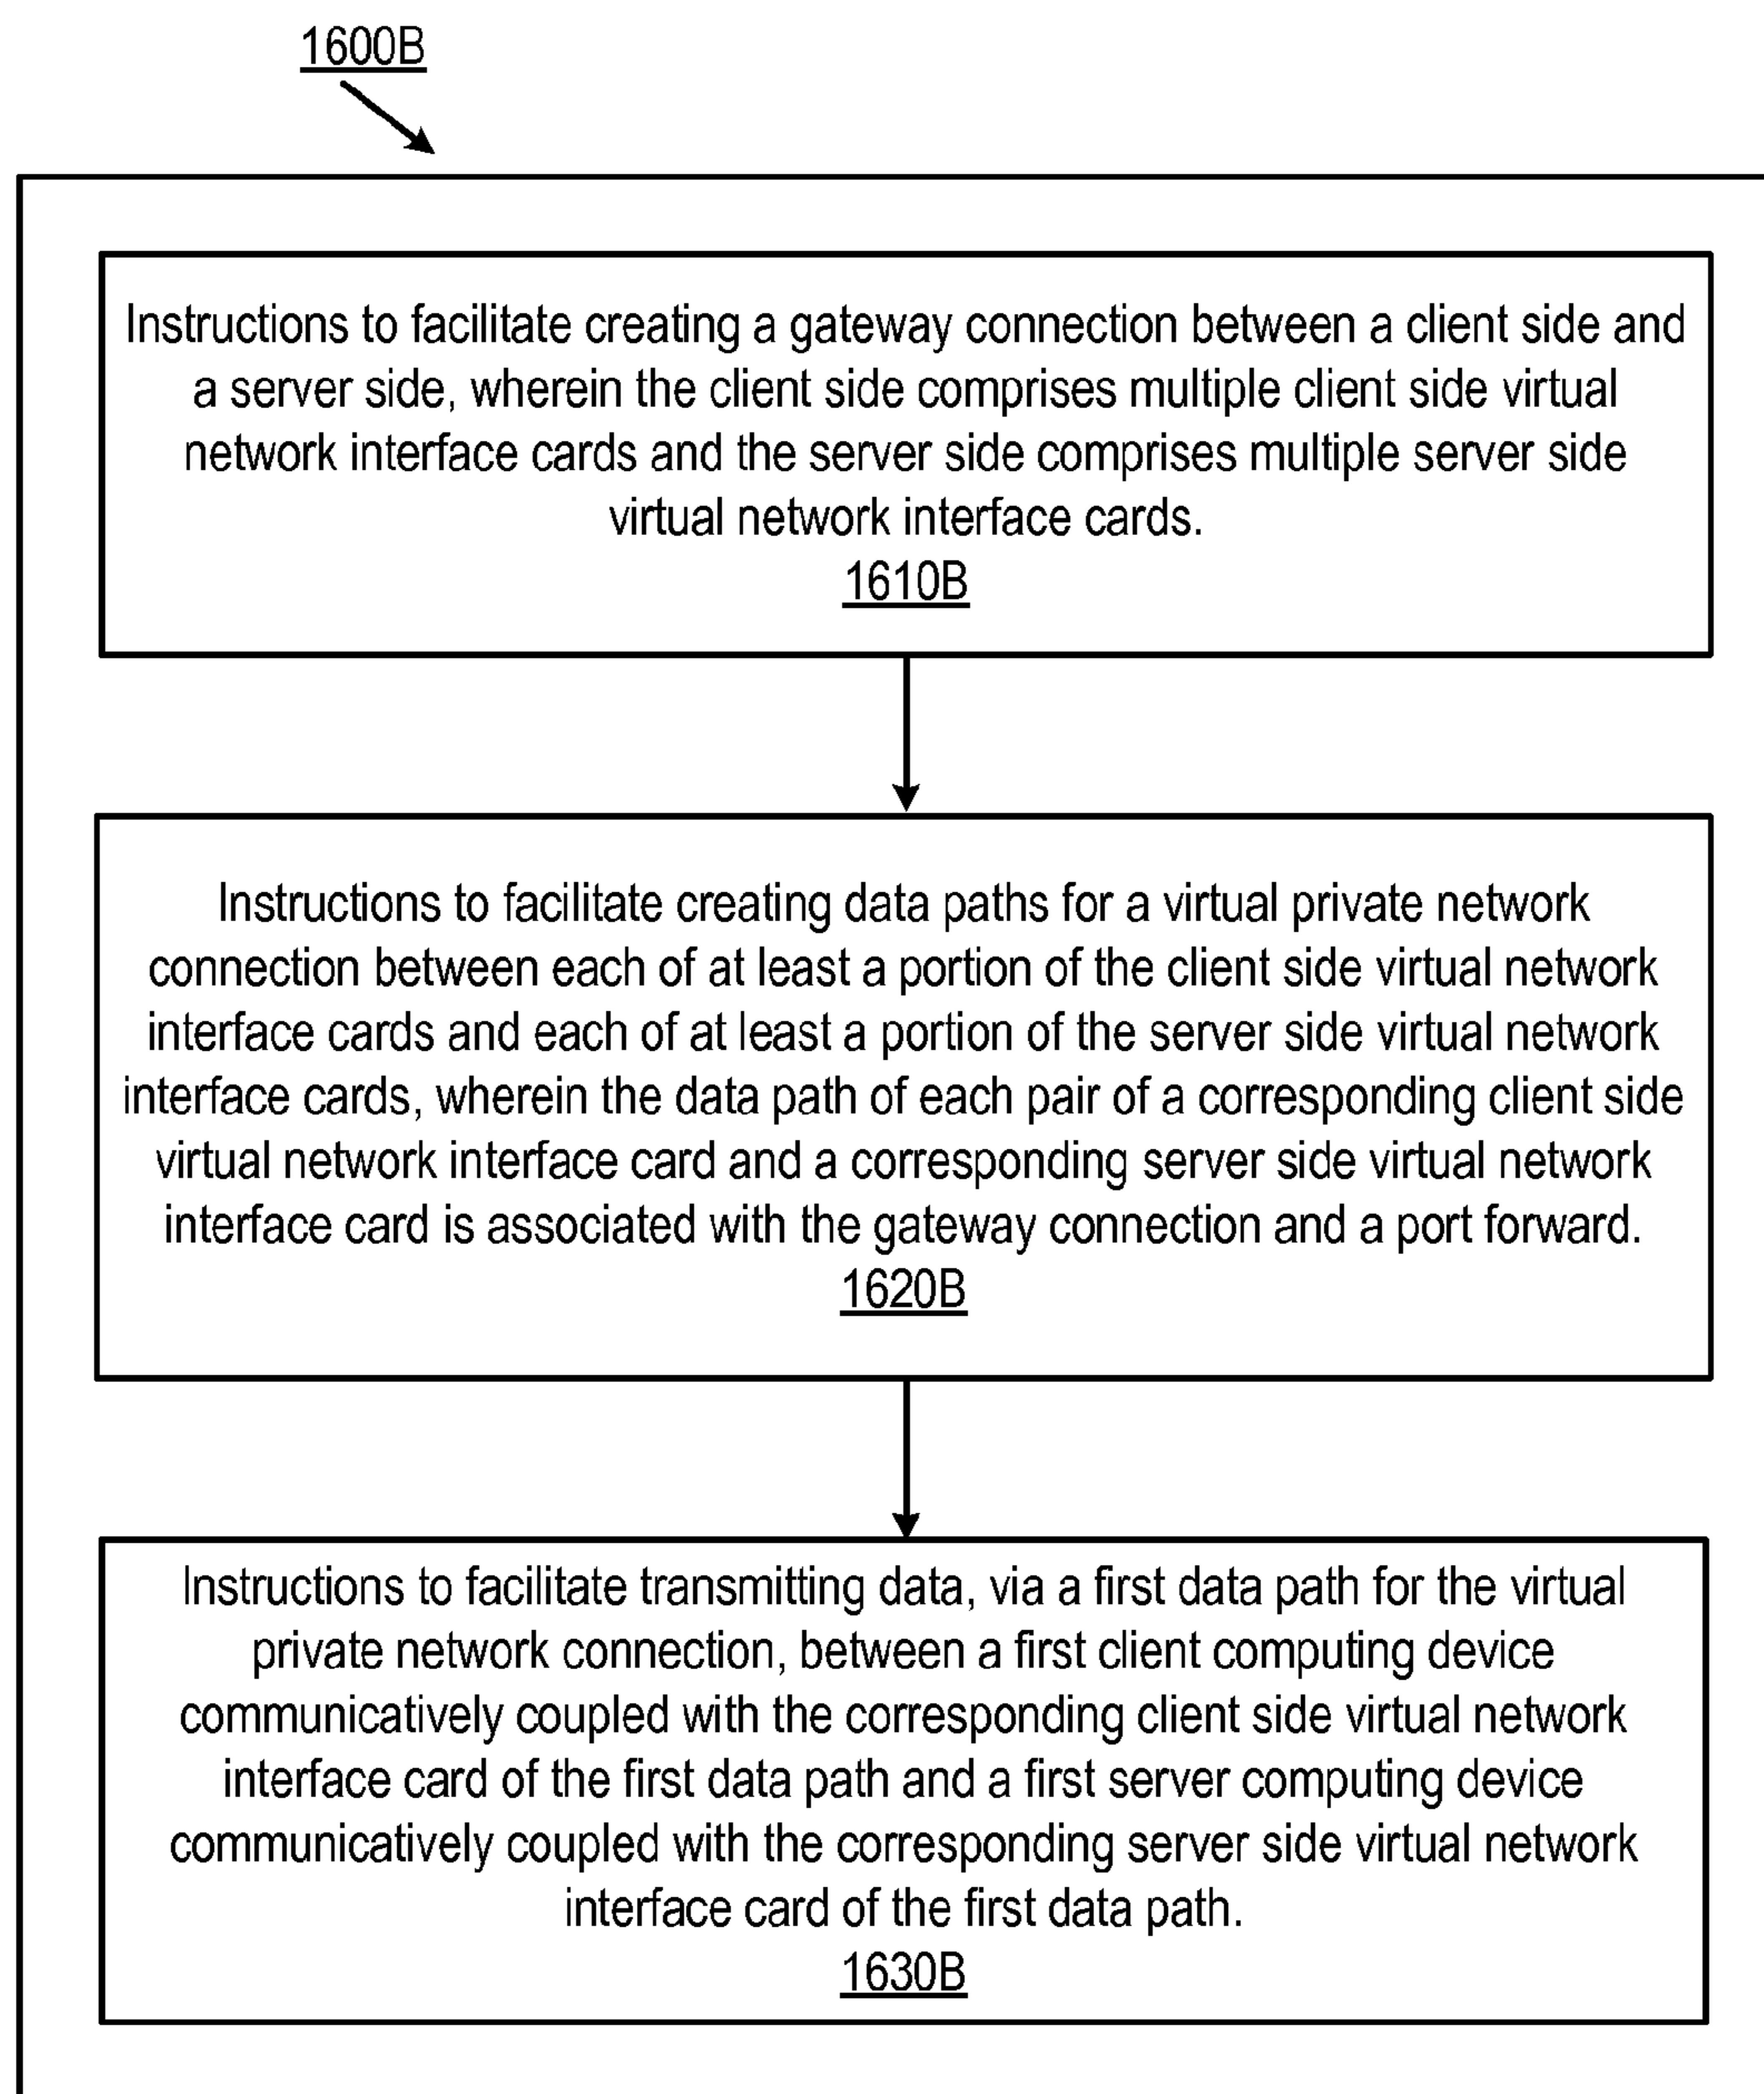 1600B
Instructions to facilitate creating a gateway connection between a client side and
a server side, wherein the client side comprises multiple client side virtual
network interface cards and the server side comprises multiple server side
virtual network interface cards.
1610B
Instructions to facilitate creating data paths for a virtual private network
connection between each of at least a portion of the client side virtual network
interface cards and each of at least a portion of the server side virtual network
interface cards, wherein the data path of each pair of a corresponding client side
virtual network interface card and a corresponding server side virtual network
interface card is associated with the gateway connection and a port forward.
1620B
Instructions to facilitate transmitting data, via a first data path for the virtual
private network connection, between a first client computing device
communicatively coupled with the corresponding client side virtual network
interface card of the first data path and a first server computing device
communicatively coupled with the corresponding server side virtual network
interface card of the first data path.
1630B